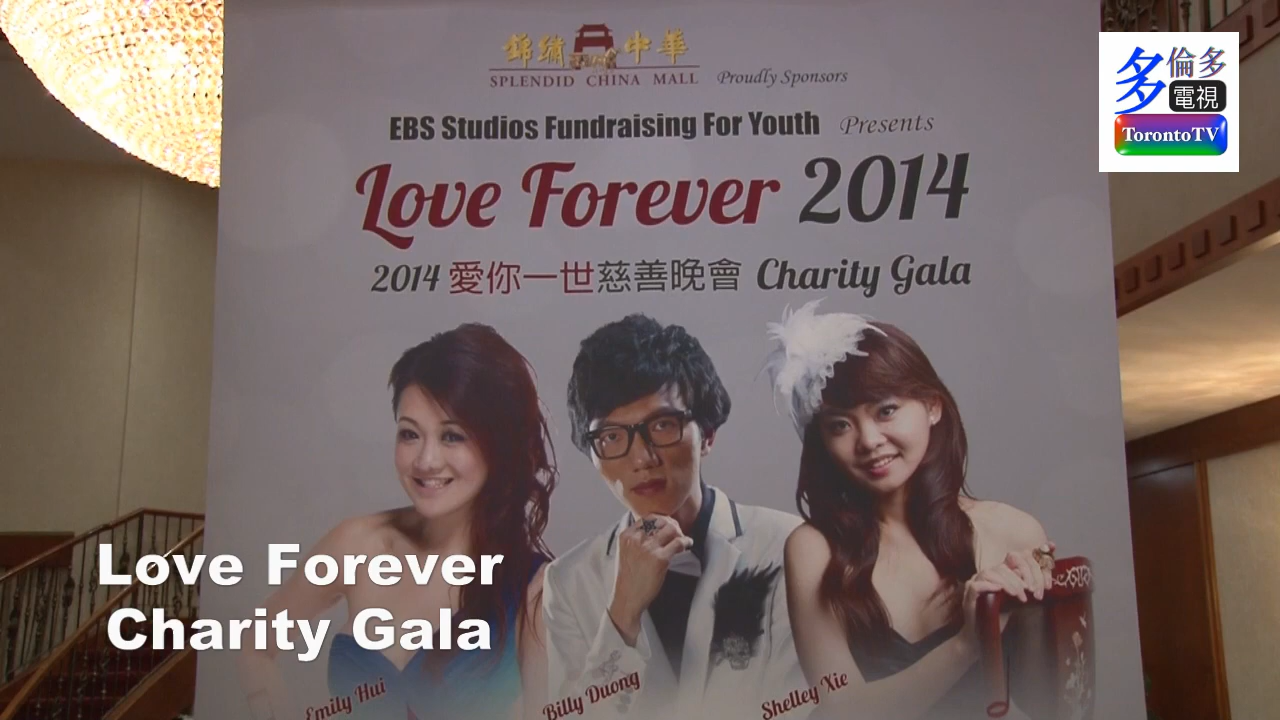 錦繡中華
SPLENDID CHINA MALL Proudly Sponsors
EBS Studios Fundraising For Youth Presents
Love Forever 2014
2014 愛你一世慈善晚會 Charity Gala
Emily Hui
Billy Duong
Shelley Xie
Love Forever
Charity Gala
多 倫多
電視
TorontoTV